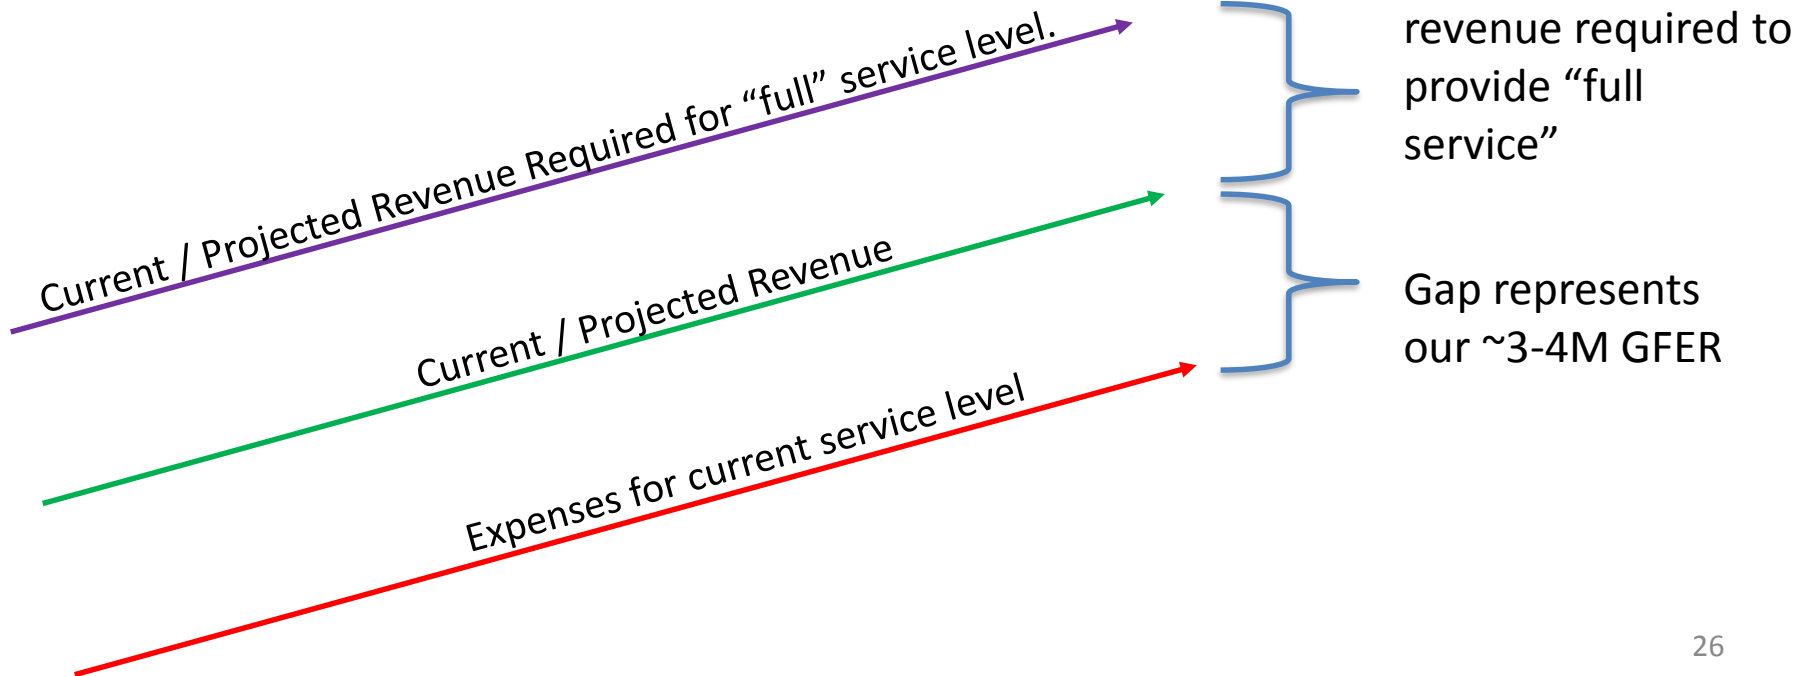 Current / Projected Revenue Required for “full” service level.
revenue required to
provide “full
service”
Current / Projected Revenue
Gap represents
our ~3-4M GFER
Expenses for current service level
26